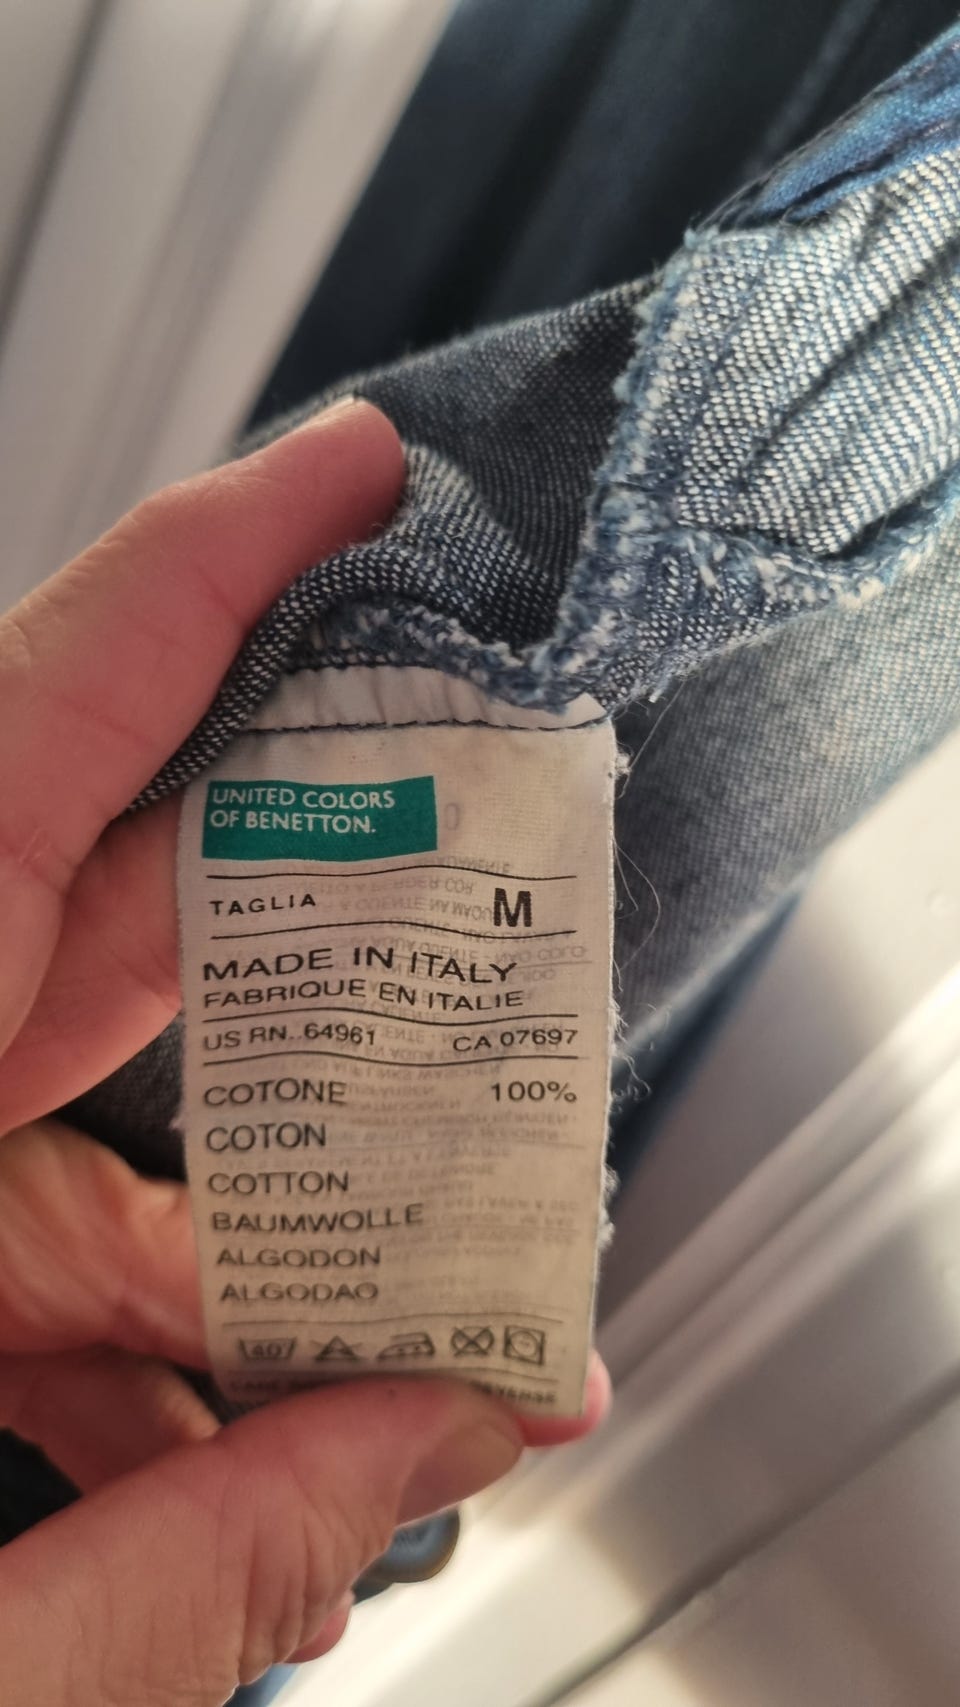 UNITED COLORS
OF BENETTON.
TAGLIA M
MADE IN ITALY
FABRIQUE EN ITALIE
US RN..64961 CA 07697
COTONE 100%
COTON
COTTON
BAUMWOLLE
ALGODON
ALGODAO
40
REVERSE